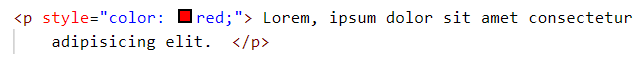 <p style="color: red;"> Lorem, ipsum dolor sit amet consectetur
adipisicing elit.  </p>